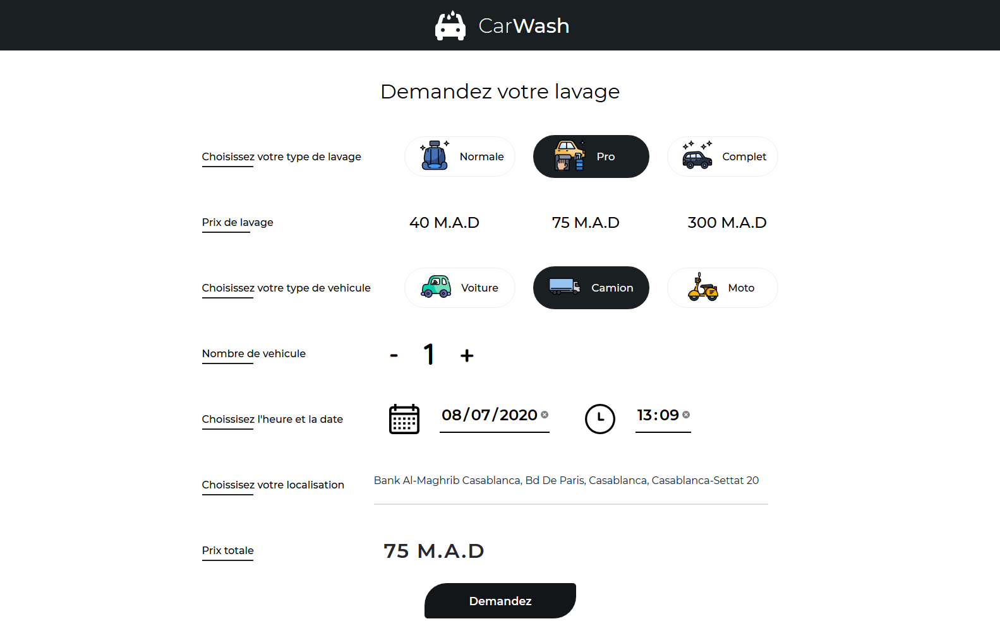 CarWash
Demandez votre lavage
Choisissez votre type de lavage
Normale
Pro
Complet
Prix de lavage
40 M.A.D
75 M.A.D
300 M.A.D
Choisissez votre type de vehicule
Voiture
Camion
Moto
Nombre de vehicule
- 1 +
Choissisez l'heure et la date
08/07/2020
13:09
Choissisez votre localisation
Bank Al-Maghrib Casablanca, Bd De Paris, Casablanca, Casablanca-Settat 20
Prix totale
75 M.A.D
Demandez